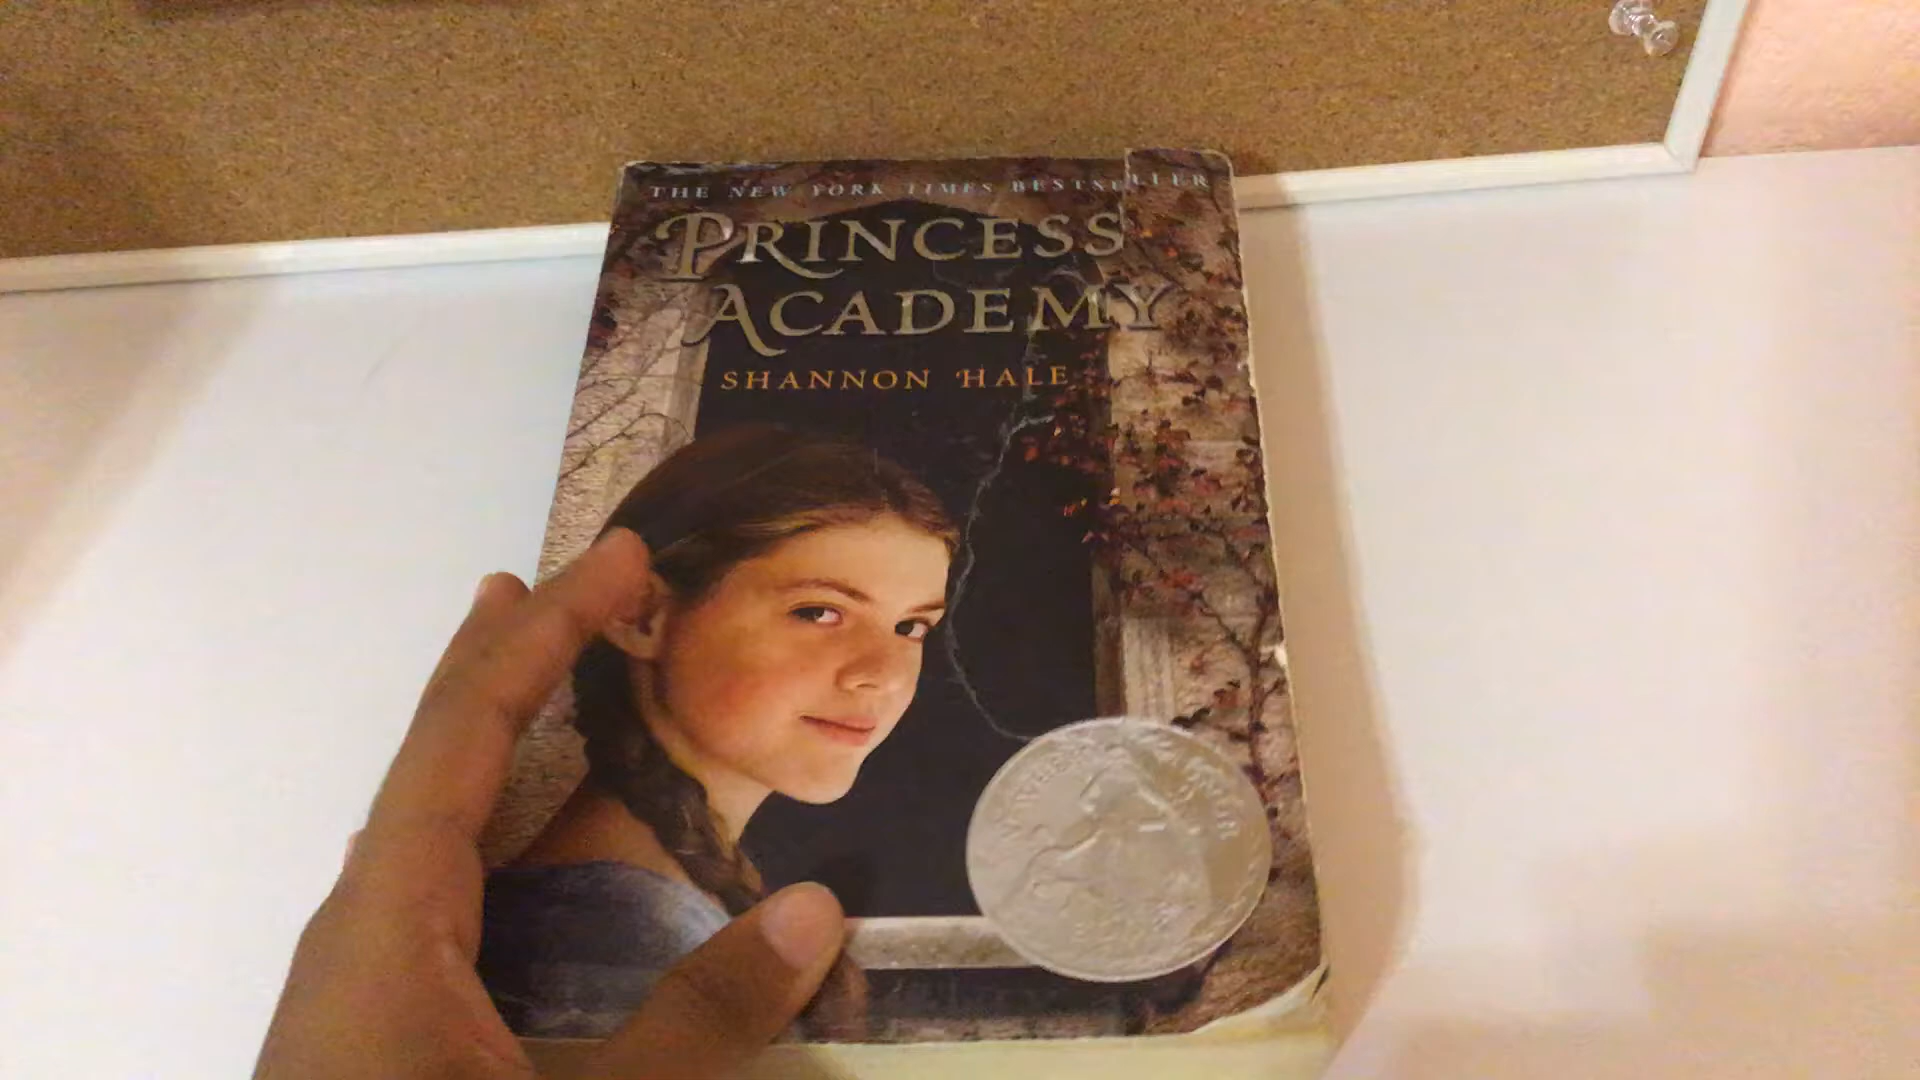 THE NEW YORK TIMES BESTSELLER
PRINCESS
ACADEMY
SHANNON HALE